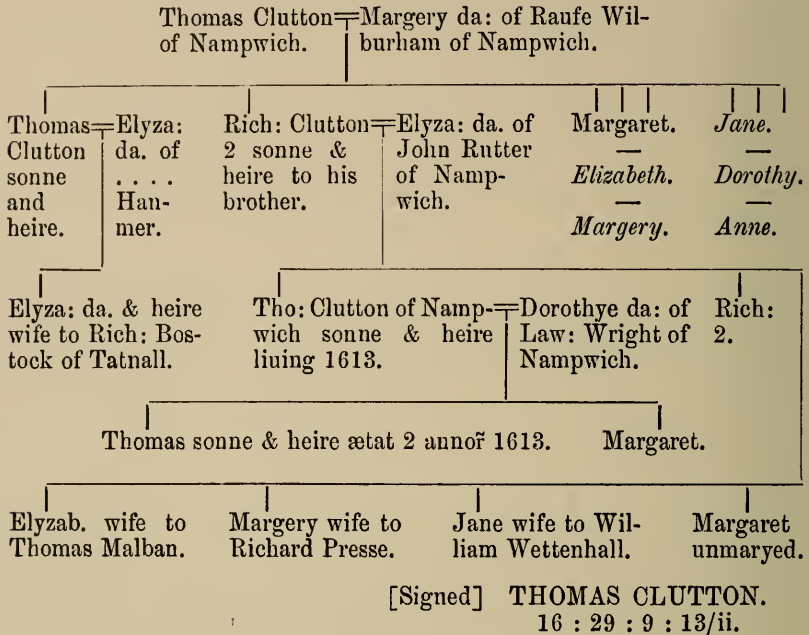 Thomas Clutton=Margery da: of Raufe Wil-
of Nampwich. burham of Nampwich.
Thomas=Elyza:
Clutton da. of
sonne . . . .
and Han-
heire. mer.
Rich: Clutton=Elyza: da. of
2 sonne & John Rutter
heire to his of Namp-
brother. wich.
Margaret.
—
Elizabeth.
—
Margery.
Jane.
—
Dorothy.
—
Anne.
Elyza: da. & heire
wife to Rich: Bos-
tock of Tatnall.
Tho: Clutton of Namp-=Dorothye da: of
wich sonne & heire Law: Wright of
liuing 1613. Nampwich.
Rich:
2.
Thomas sonne & heire ætat 2 annor̃ 1613. Margaret.
Elyzab. wife to
Thomas Malban.
Margery wife to
Richard Presse.
Jane wife to Wil-
liam Wettenhall.
Margaret
unmaryed.
[Signed] THOMAS CLUTTON.
16 : 29 : 9 : 13/ii.